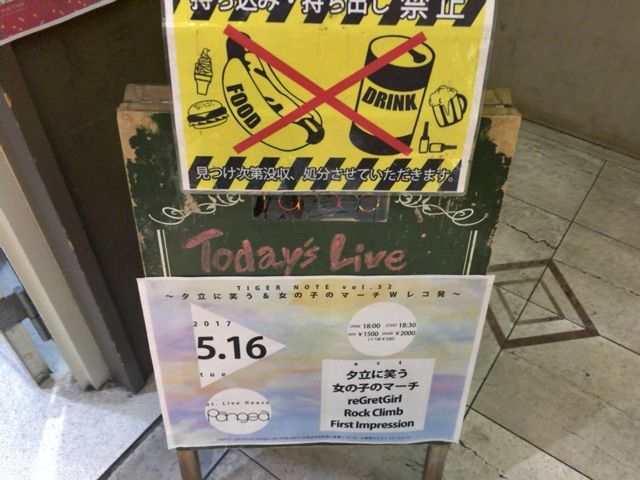 持ち込み・持ち出し 禁止
FOOD
DRINK
見つけ次第没収、処分させていただきます。
Today's Live
TIGER NOTE vol.52
～夕立に笑う&女の子のマーチWレコ発～
2017
5.16
tue
OPEN 18:00 START 18:30
ADV ¥1500 DOOR ¥2000
at. Live House
Pangea
act
夕立に笑う
女の子のマーチ
reGretGirl
Rock Climb
First Impression